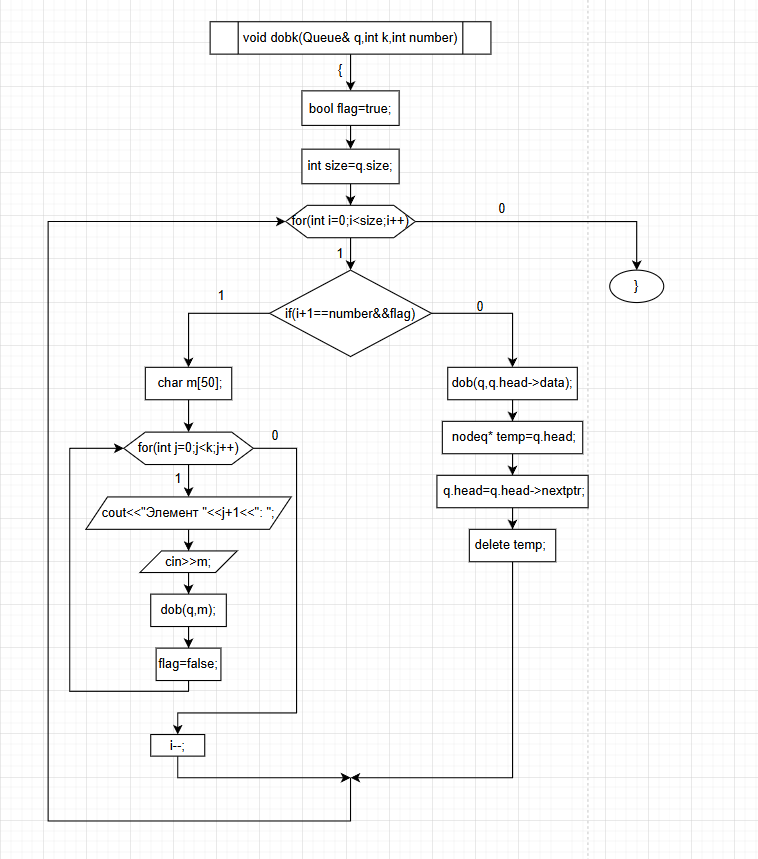 void dobk(Queue& q,int k,int number)
{
bool flag=true;
int size=q.size;
for(int i=0;i<size;i++)
0
1
}
if(i+1==number&&flag)
1
0
char m[50];
dob(q,q.head->data);
for(int j=0;j<k;j++)
0
nodeq* temp=q.head;
1
q.head=q.head->nextptr;
cout<<"Элемент "<<j+1<<": ";
delete temp;
cin>>m;
dob(q,m);
flag=false;
i--;